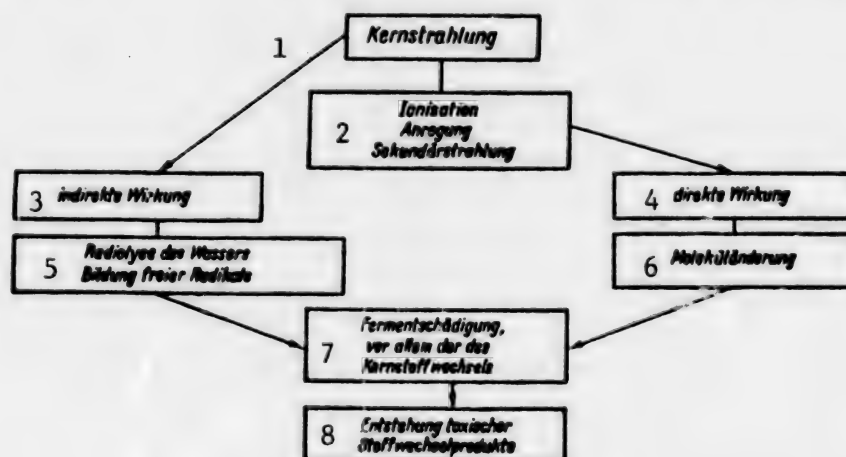 1 Kernstrahlung
2 Ionisation
Anregung
Sekundärstrahlung
3 indirekte Wirkung
4 direkte Wirkung
5 Radiolyse des Wassers
Bildung freier Radikale
6 Moleküländerung
7 Fermentschädigung,
vor allem der des
Kernstoffwechsels
8 Entstehung toxischer
Stoffwechselprodukte